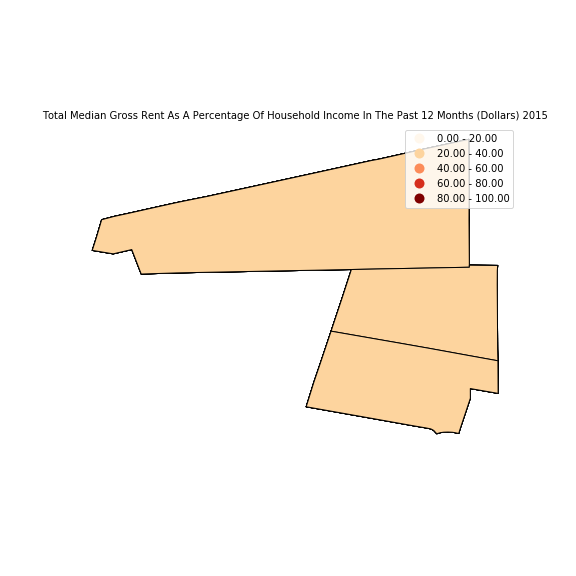 Total Median Gross Rent As A Percentage Of Household Income In The Past 12 Months (Dollars) 2015
0.00 - 20.00
20.00 - 40.00
40.00 - 60.00
60.00 - 80.00
80.00 - 100.00